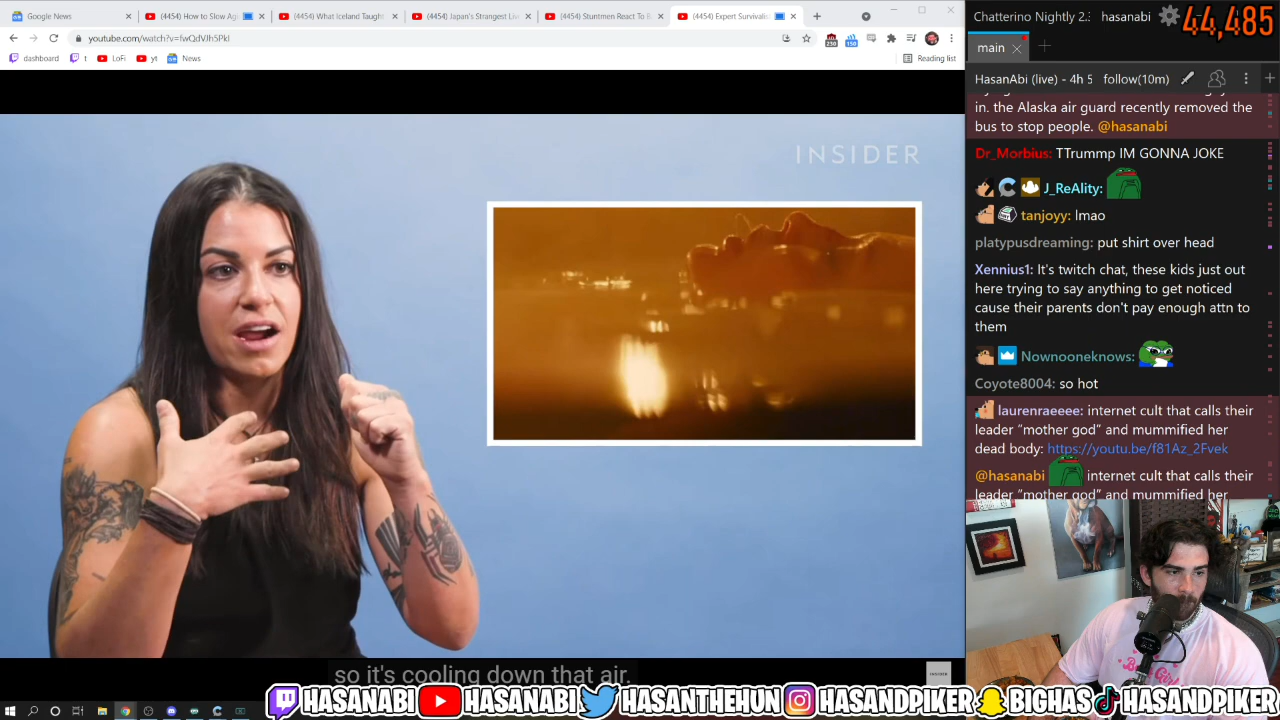 Google News
(4454) How to Slow Ag
(4454) What Iceland Taught
(4454) Japan's Strangest Live
(4454) Stuntmen React To B
(4454) Expert Survivalis
youtube.com/watch?v=fwQdVJh5PkI
230
150
dashboard
t
LoFi
yt
News
Reading list
INSIDER
so it's cooling down that air.
INSIDER
Chatterino Nightly 2.
hasanabi
44,485
main
HasanAbi (live) - 4h 5
follow(10m)
in. the Alaska air guard recently removed the
bus to stop people. @hasanabi
Dr_Morbius: TTrummp IM GONNA JOKE
J_ReAlity:
tanjoyy: lmao
platypusdreaming: put shirt over head
Xennius1: It's twitch chat, these kids just out
here trying to say anything to get noticed
cause their parents don't pay enough attn to
them
Nownooneknows:
Coyote8004: so hot
laurenraeeee: internet cult that calls their
leader "mother god" and mummified her
dead body: https://youtu.be/f81Az_2Fvek
@hasanabi internet cult that calls their
leader "mother god" and mummified her
HASANABI HASANABI HASANTHEHUN HASANDPIKER BIGHAS HASANDPIKER